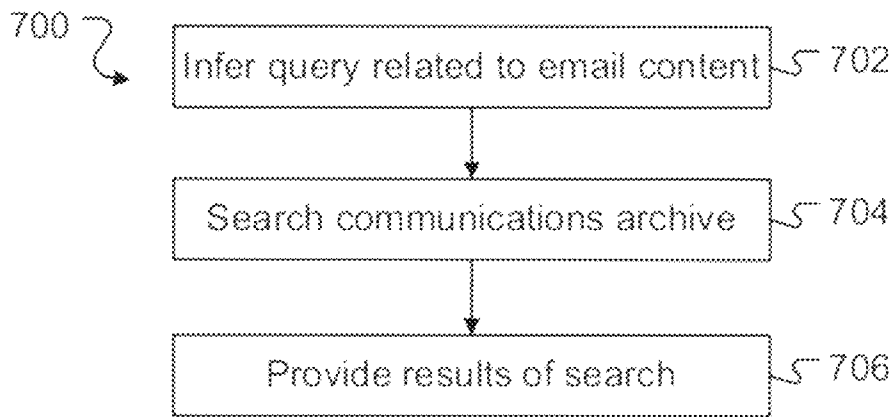 700
Infer query related to email content
702
Search communications archive
704
Provide results of search
706